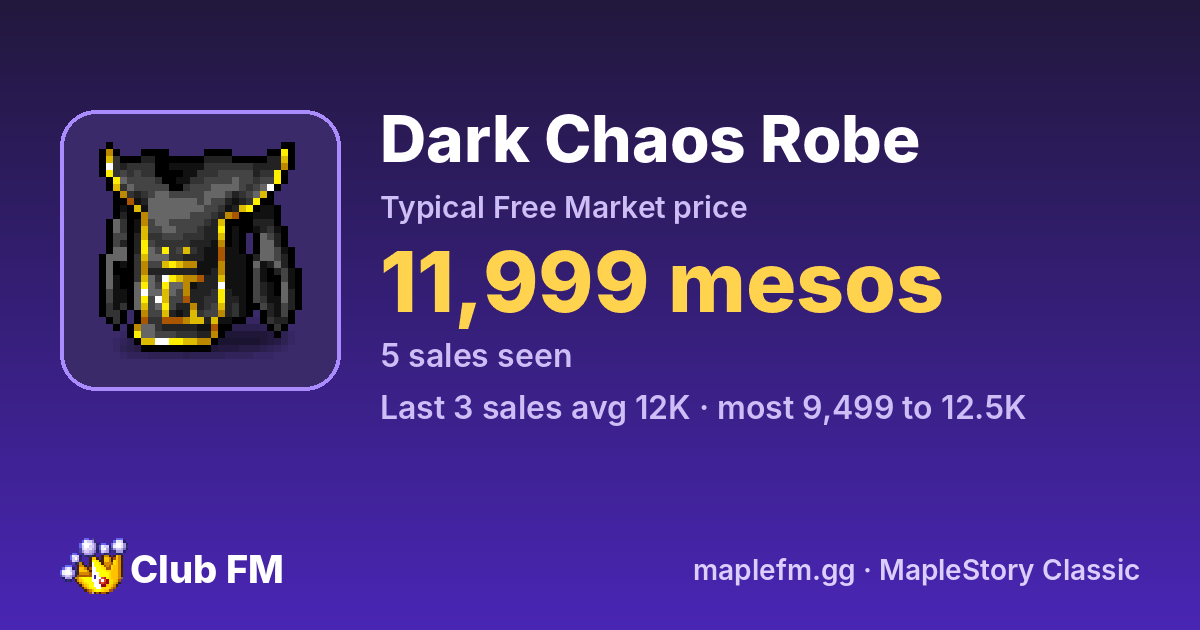 Dark Chaos Robe
Typical Free Market price
11,999 mesos
5 sales seen
Last 3 sales avg 12K · most 9,499 to 12.5K
Club FM
maplefm.gg · MapleStory Classic